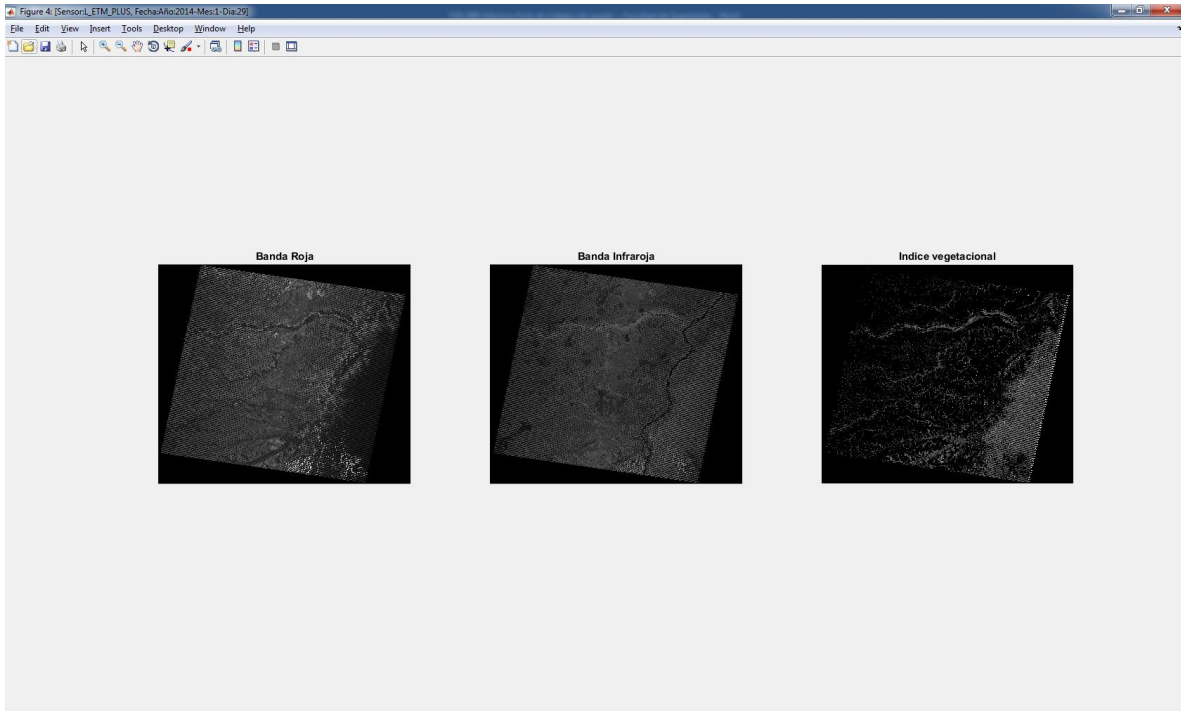 Figure 4: [Sensor:L_ETM_PLUS, Fecha:Año:2014-Mes:1-Dia:29]
File Edit View Insert Tools Desktop Window Help
Banda Roja
Banda Infraroja
Indice vegetacional